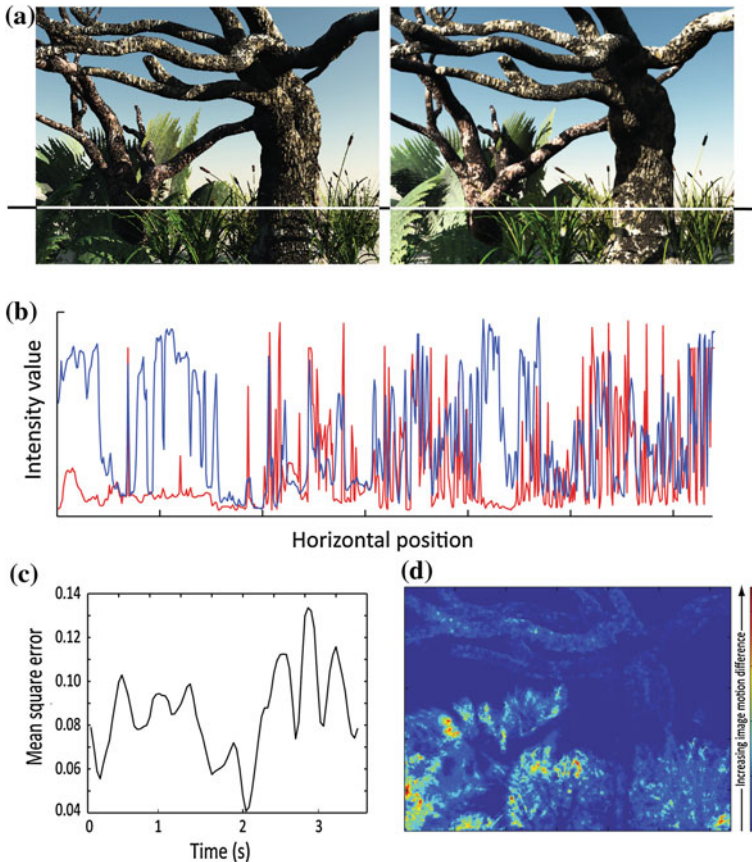 (a)
(b)
Intensity value
Horizontal position
(c)
Mean square error
0.14
0.12
0.10
0.08
0.06
0.04
0
1
2
3
Time (s)
(d)
Increasing image motion difference